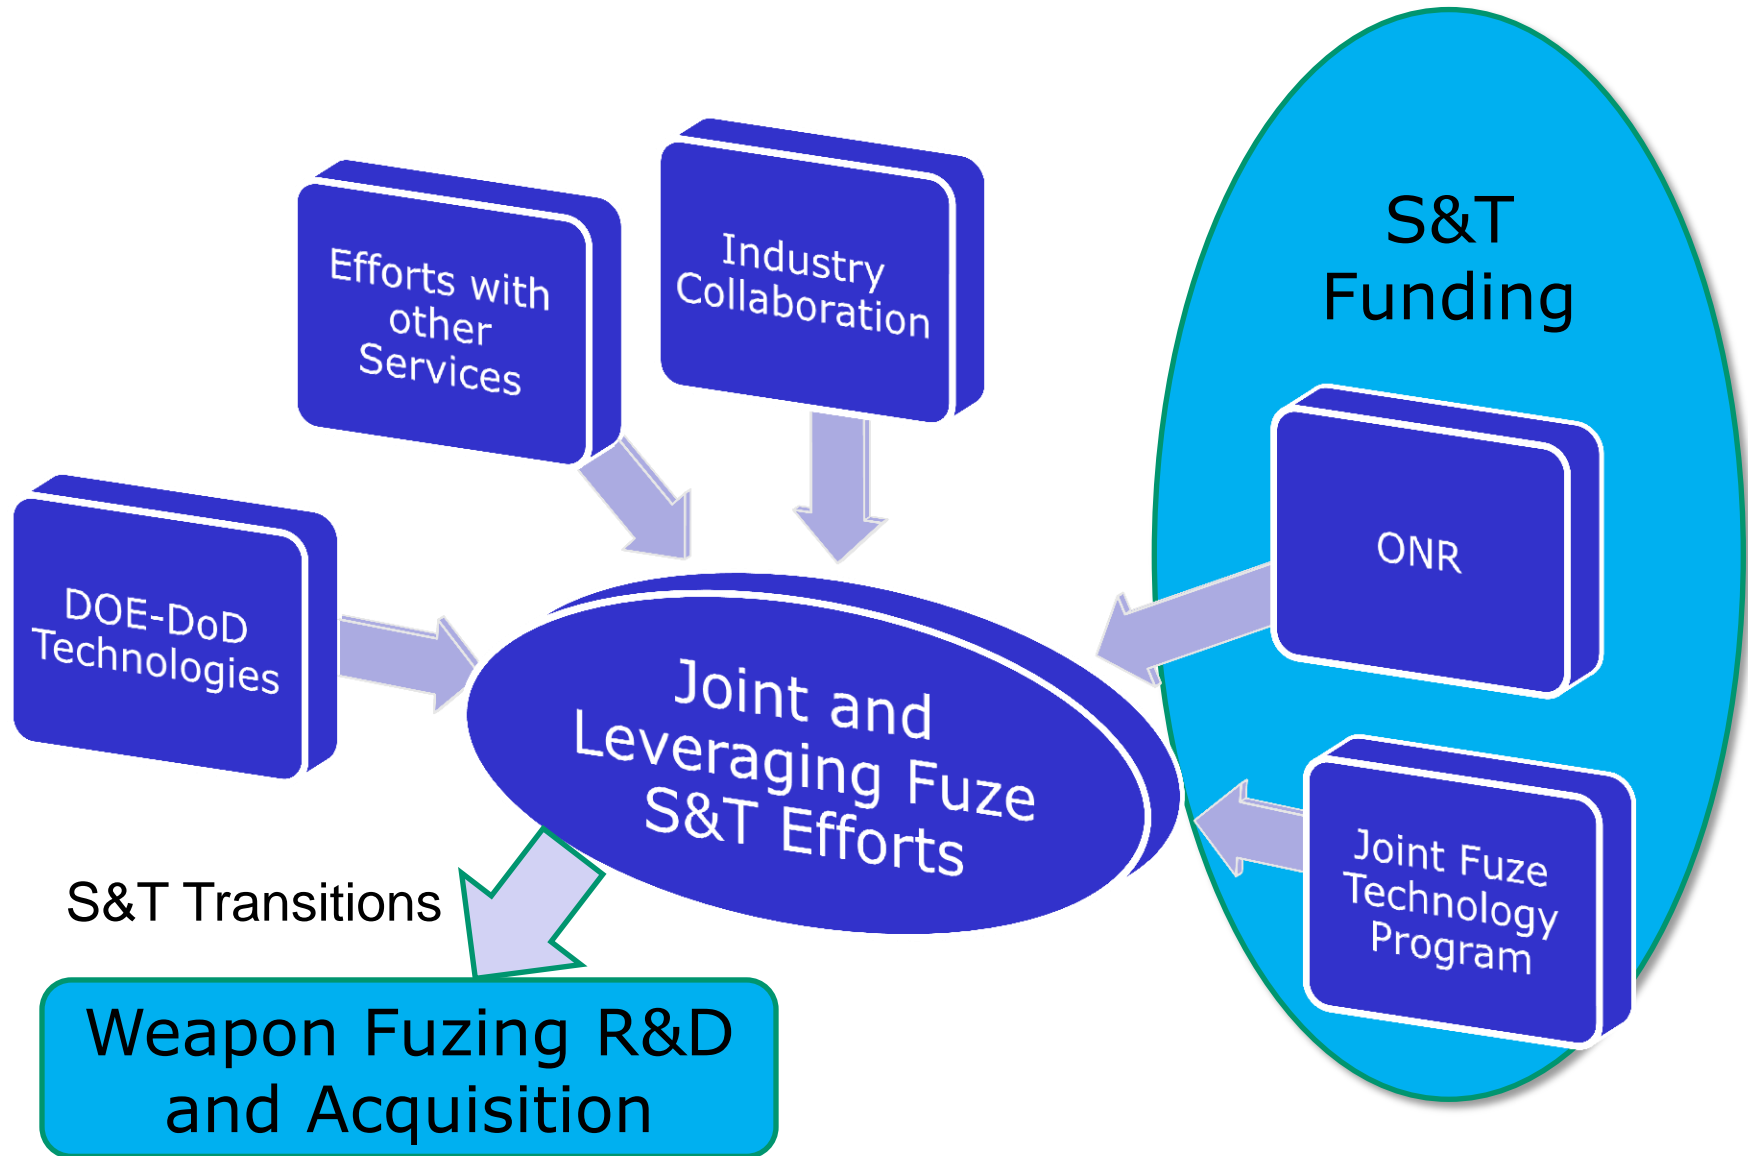 Efforts with
other
Services
Industry
Collaboration
S&T
Funding
ONR
DOE-DoD
Technologies
Joint and
Leveraging Fuze
S&T Efforts
Joint Fuze
Technology
Program
S&T Transitions
Weapon Fuzing R&D
and Acquisition